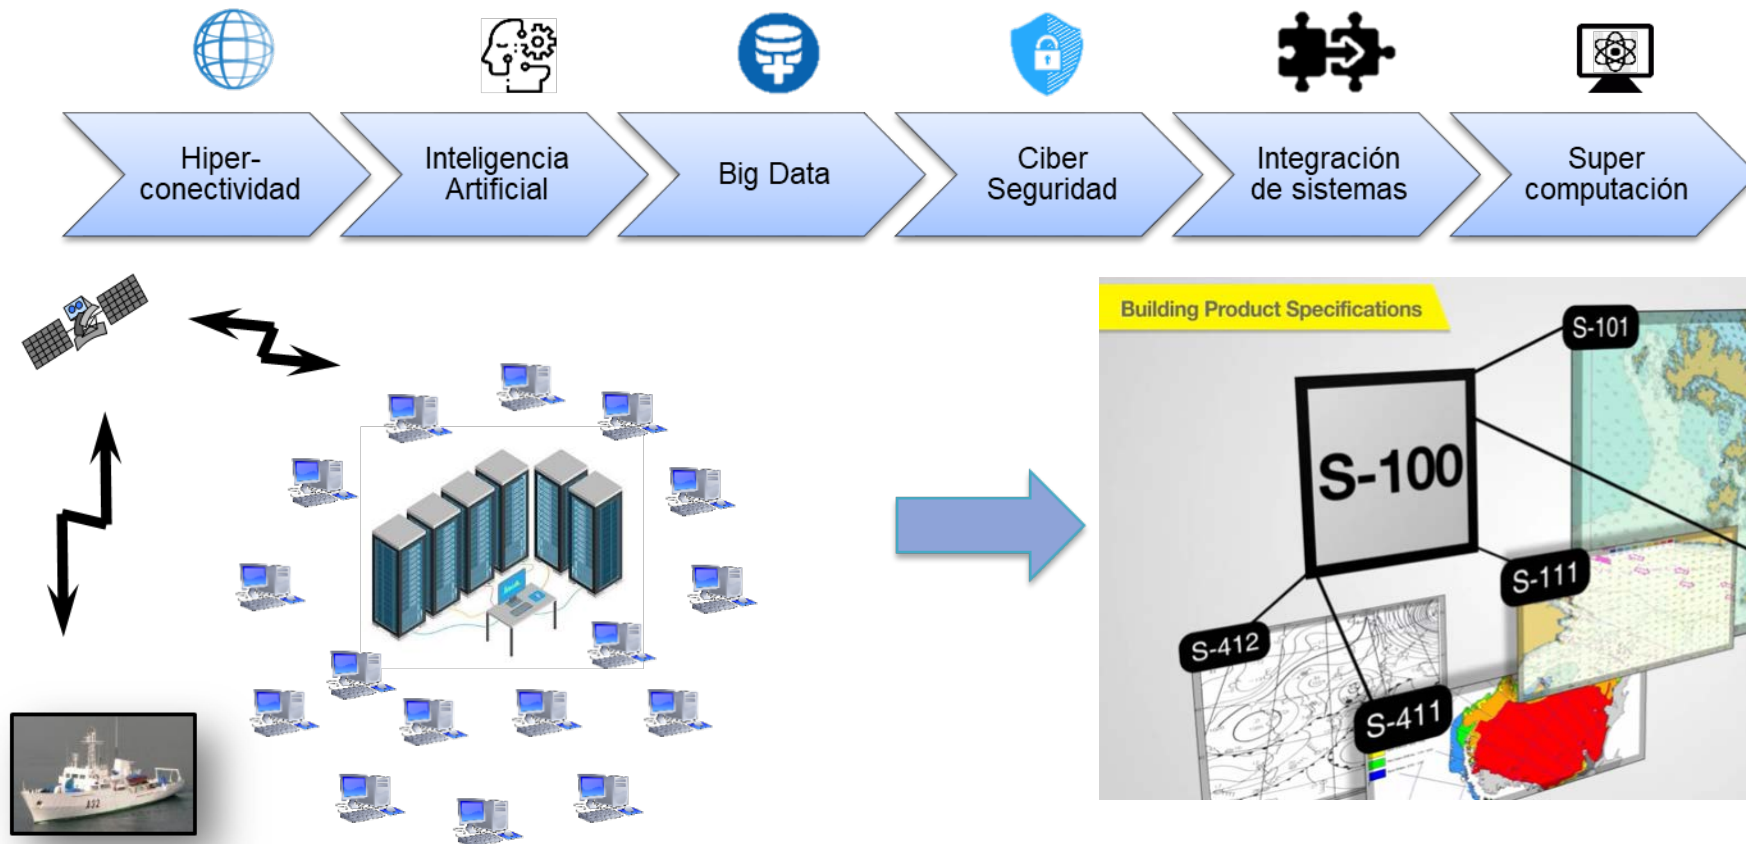 Hiper-
conectividad
Inteligencia
Artificial
Big Data
Ciber
Seguridad
Integración
de sistemas
Super
computación
Building Product Specifications
S-101
S-100
S-111
S-412
S-411
A32